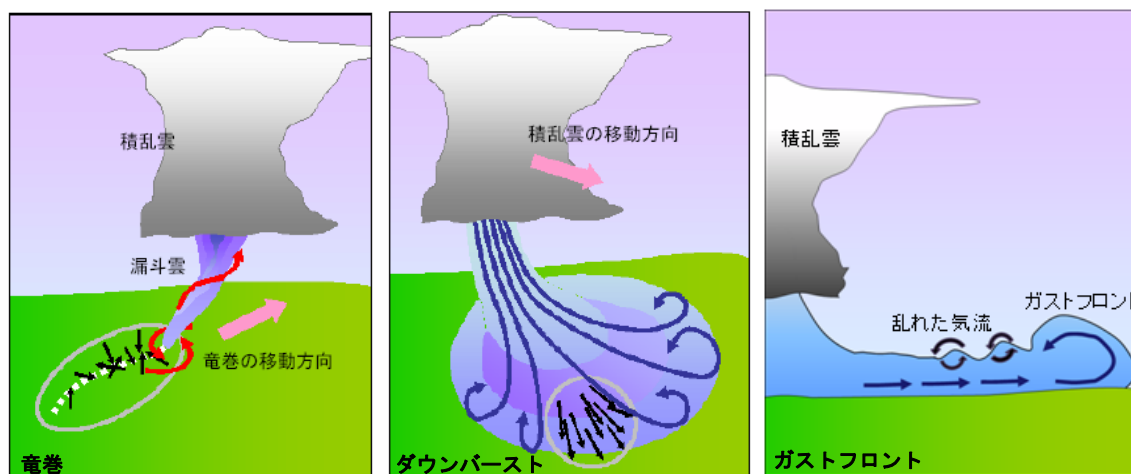 積乱雲
漏斗雲
竜巻の移動方向
竜巻
積乱雲の移動方向
ダウンバースト
積乱雲
ガストフロント
乱れた気流
ガストフロント